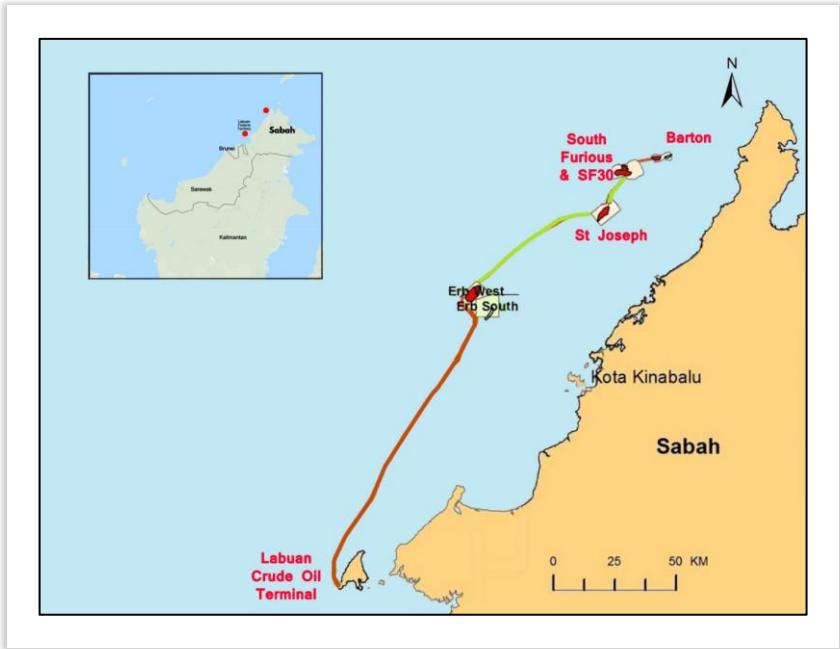 N
Sabah
Brunei
Sarawak
Kalimantan
South
Furious
& SF30
Barton
St Joseph
Erb West
Erb South
Kota Kinabalu
Sabah
Labuan
Crude Oil
Terminal
0 25 50 KM